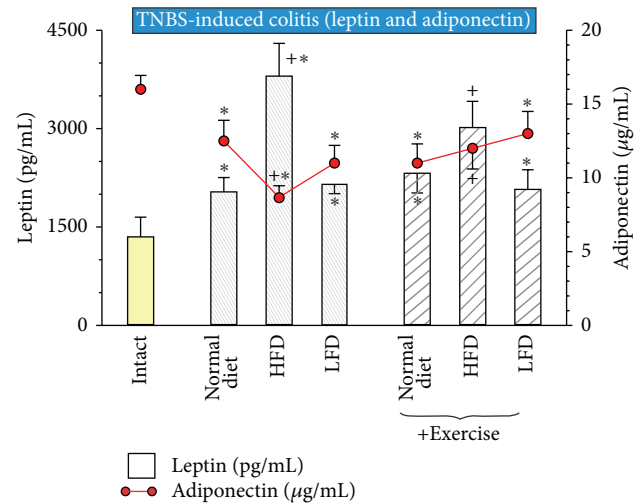 TNBS-induced colitis (leptin and adiponectin)
4500
3000
1500
0
Leptin (pg/mL)
20
15
10
5
0
Adiponectin (μg/mL)
*
*
+*
+*
*
*
*
*
+
+
*
*
Intact
Normal
diet
HFD
LFD
Normal
diet
HFD
LFD
+Exercise
Leptin (pg/mL)
Adiponectin (μg/mL)